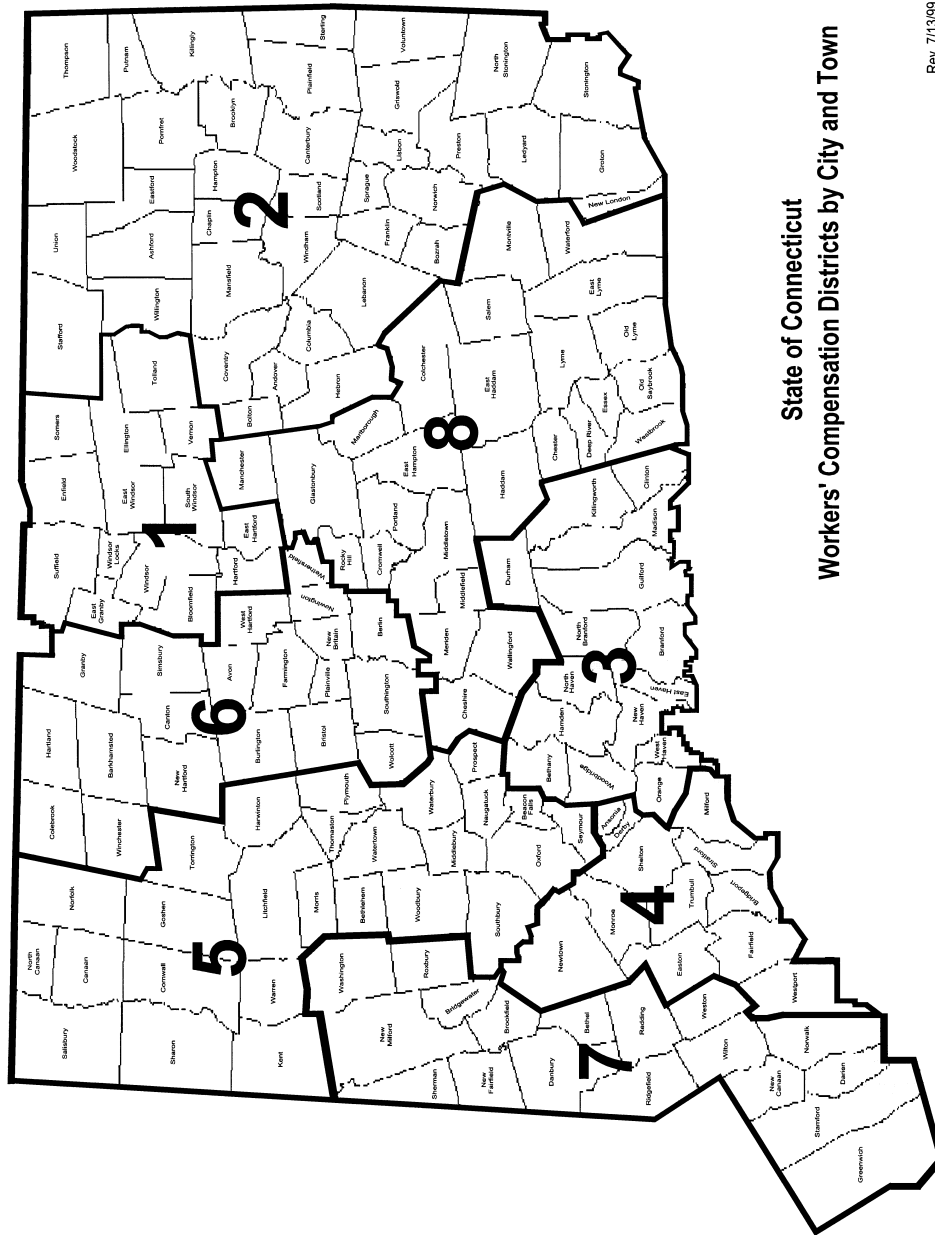 State of Connecticut
Workers' Compensation Districts by City and Town
Rev. 7/13/99
1
2
3
4
5
6
7
8
Salisbury
North
Canaan
Canaan
Norfolk
Colebrook
Hartland
Granby
Suffield
Enfield
Somers
Stafford
Union
Woodstock
Thompson
Putnam
Sharon
Cornwall
Goshen
Winchester
Barkhamsted
Simsbury
East
Granby
Windsor
Locks
East
Windsor
Ellington
Tolland
Willington
Ashford
Eastford
Pomfret
Killingly
Kent
Warren
Litchfield
Torrington
New
Hartford
Canton
Avon
Bloomfield
Windsor
South
Windsor
Vernon
Coventry
Mansfield
Chaplin
Hampton
Brooklyn
Harwinton
Burlington
Farmington
West
Hartford
Hartford
East
Hartford
Manchester
Bolton
Andover
Columbia
Windham
Scotland
Canterbury
Plainfield
Sterling
Washington
Morris
Bethlehem
Thomaston
Plymouth
Bristol
Plainville
New
Britain
Newington
Wethersfield
Rocky
Hill
Glastonbury
Marlborough
Hebron
Lebanon
Franklin
Sprague
Lisbon
Griswold
Voluntown
New
Milford
Roxbury
Woodbury
Watertown
Waterbury
Wolcott
Southington
Berlin
Cromwell
Portland
East
Hampton
Colchester
Bozrah
Norwich
Preston
North
Stonington
Sherman
New
Fairfield
Bridgewater
Brookfield
Southbury
Middlebury
Naugatuck
Prospect
Cheshire
Meriden
Middlefield
Middletown
Haddam
East
Haddam
Salem
Montville
Ledyard
Stonington
Groton
New London
Waterford
East
Lyme
Danbury
Bethel
Newtown
Oxford
Beacon
Falls
Seymour
Bethany
Hamden
Wallingford
North
Haven
Durham
Killingworth
Chester
Deep River
Essex
Lyme
Old
Lyme
Old
Saybrook
Westbrook
Ridgefield
Redding
Monroe
Shelton
Ansonia
Derby
Woodbridge
New
Haven
North
Branford
Guilford
Madison
Clinton
Wilton
Weston
Easton
Trumbull
Stratford
Milford
Orange
West
Haven
East Haven
Branford
New
Canaan
Norwalk
Westport
Fairfield
Bridgeport
Stamford
Darien
Greenwich